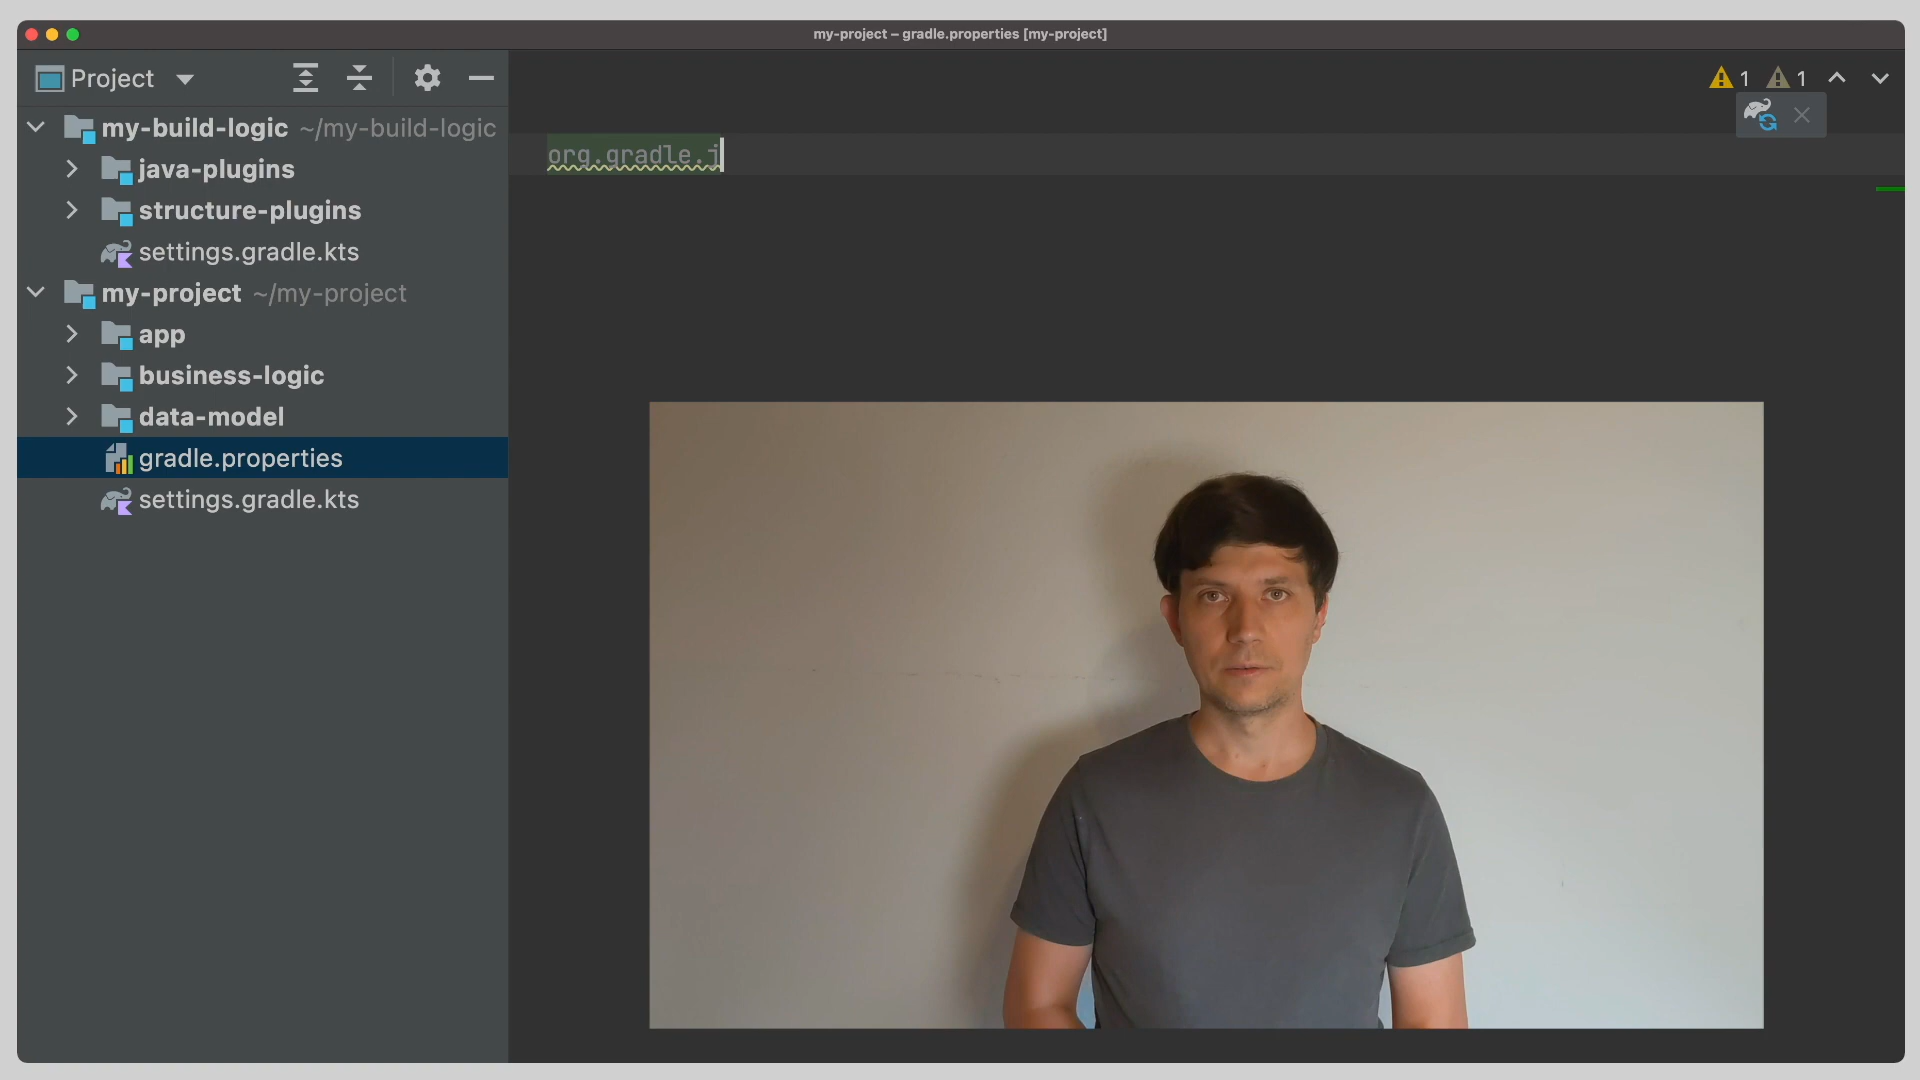 my-project – gradle.properties [my-project]
Project
1 1
my-build-logic ~/my-build-logic
org.gradle.j
java-plugins
structure-plugins
settings.gradle.kts
my-project ~/my-project
app
business-logic
data-model
gradle.properties
settings.gradle.kts